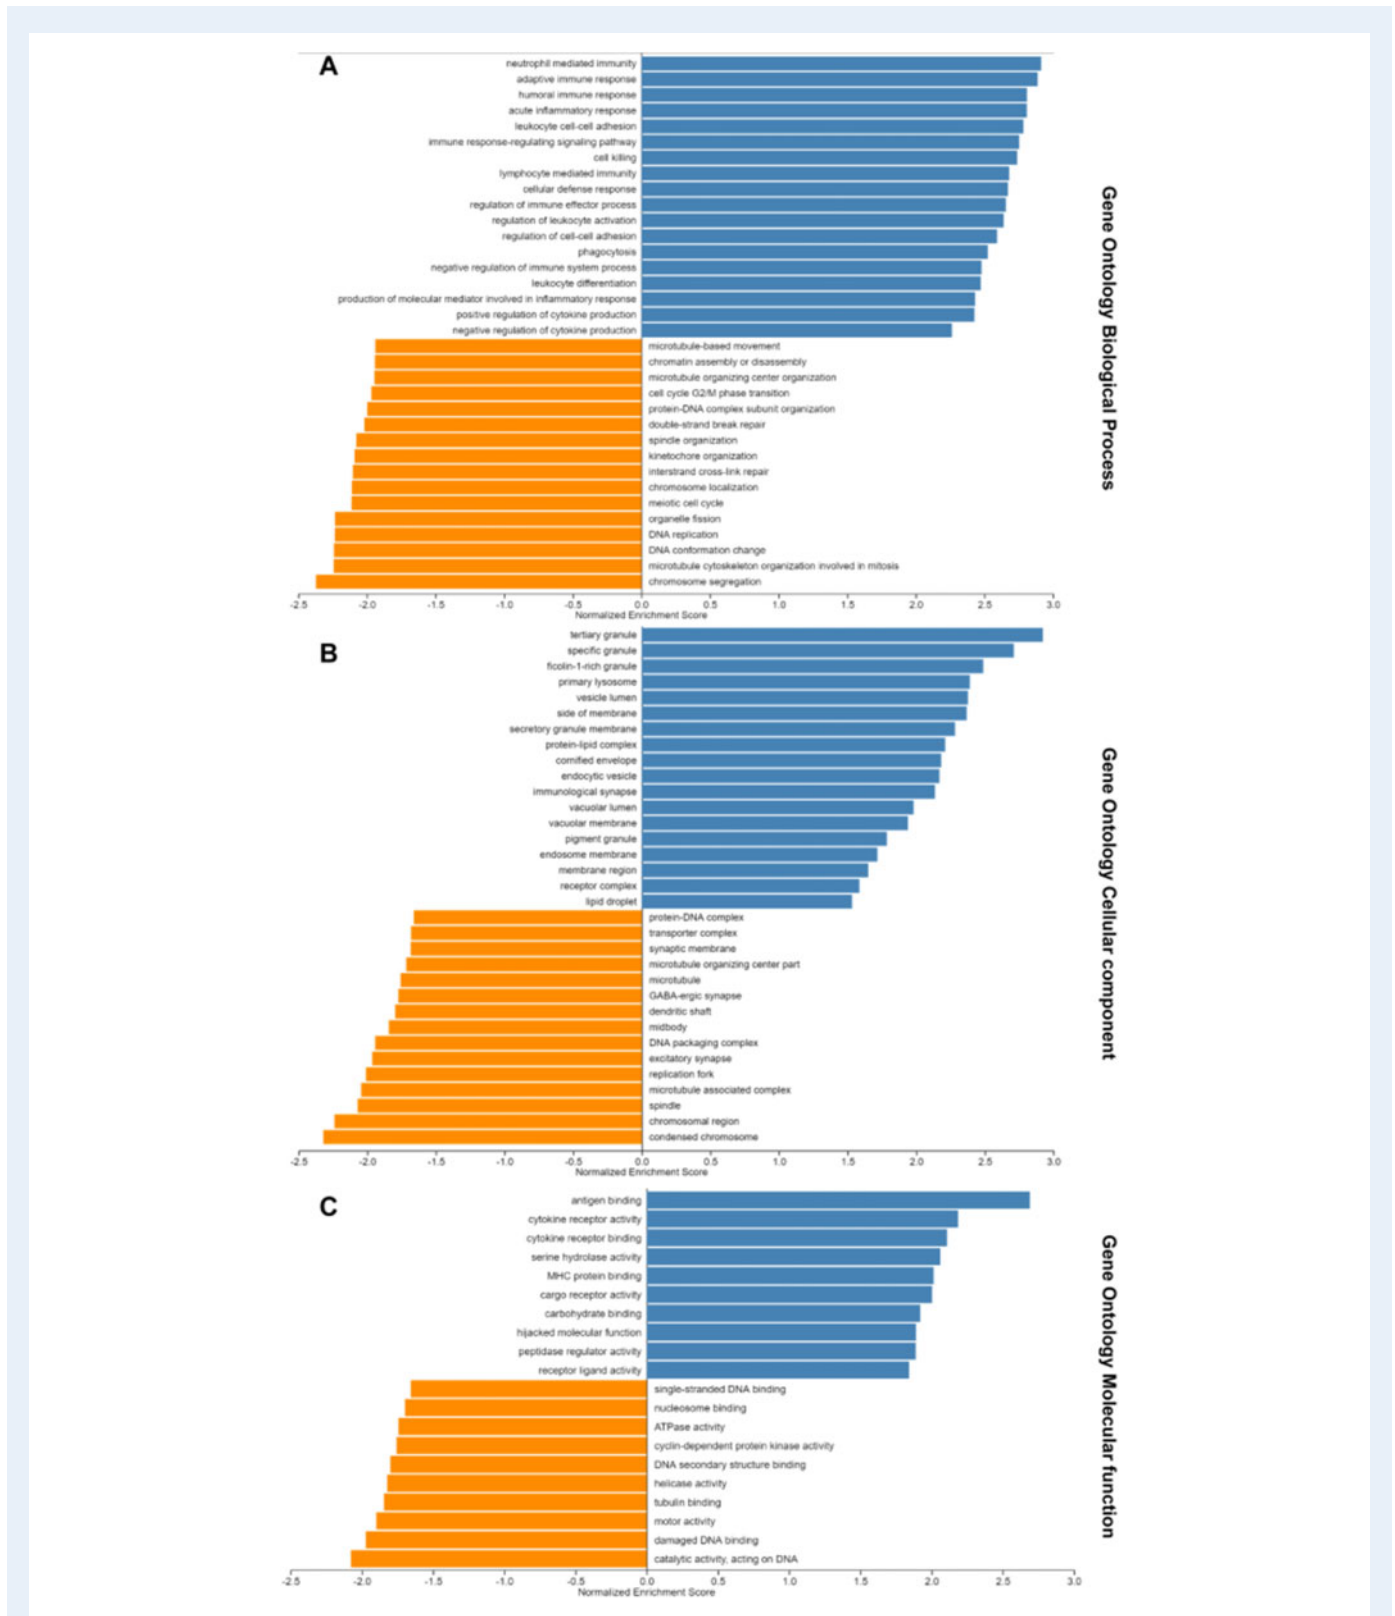 A
neutrophil mediated immunity
adaptive immune response
humoral immune response
acute inflammatory response
leukocyte cell-cell adhesion
immune response-regulating signaling pathway
cell killing
lymphocyte mediated immunity
cellular defense response
regulation of immune effector process
regulation of leukocyte activation
regulation of cell-cell adhesion
phagocytosis
negative regulation of immune system process
leukocyte differentiation
production of molecular mediator involved in inflammatory response
positive regulation of cytokine production
negative regulation of cytokine production
microtubule-based movement
chromatin assembly or disassembly
microtubule organizing center organization
cell cycle G2/M phase transition
protein-DNA complex subunit organization
double-strand break repair
spindle organization
kinetochore organization
interstrand cross-link repair
chromosome localization
meiotic cell cycle
organelle fission
DNA replication
DNA conformation change
microtubule cytoskeleton organization involved in mitosis
chromosome segregation
-2.5 -2.0 -1.5 -1.0 -0.5 0.0 0.5 1.0 1.5 2.0 2.5 3.0
Normalized Enrichment Score
Gene Ontology Biological Process
B
tertiary granule
specific granule
ficolin-1-rich granule
primary lysosome
vesicle lumen
side of membrane
secretory granule membrane
protein-lipid complex
cornified envelope
endocytic vesicle
immunological synapse
vacuolar lumen
vacuolar membrane
pigment granule
endosome membrane
membrane region
receptor complex
lipid droplet
protein-DNA complex
transporter complex
synaptic membrane
microtubule organizing center part
microtubule
GABA-ergic synapse
dendritic shaft
midbody
DNA packaging complex
excitatory synapse
replication fork
microtubule associated complex
spindle
chromosomal region
condensed chromosome
-2.5 -2.0 -1.5 -1.0 -0.5 0.0 0.5 1.0 1.5 2.0 2.5 3.0
Normalized Enrichment Score
Gene Ontology Cellular component
C
antigen binding
cytokine receptor activity
cytokine receptor binding
serine hydrolase activity
MHC protein binding
cargo receptor activity
carbohydrate binding
hijacked molecular function
peptidase regulator activity
receptor ligand activity
single-stranded DNA binding
nucleosome binding
ATPase activity
cyclin-dependent protein kinase activity
DNA secondary structure binding
helicase activity
tubulin binding
motor activity
damaged DNA binding
catalytic activity, acting on DNA
-2.5 -2.0 -1.5 -1.0 -0.5 0.0 0.5 1.0 1.5 2.0 2.5 3.0
Normalized Enrichment Score
Gene Ontology Molecular function